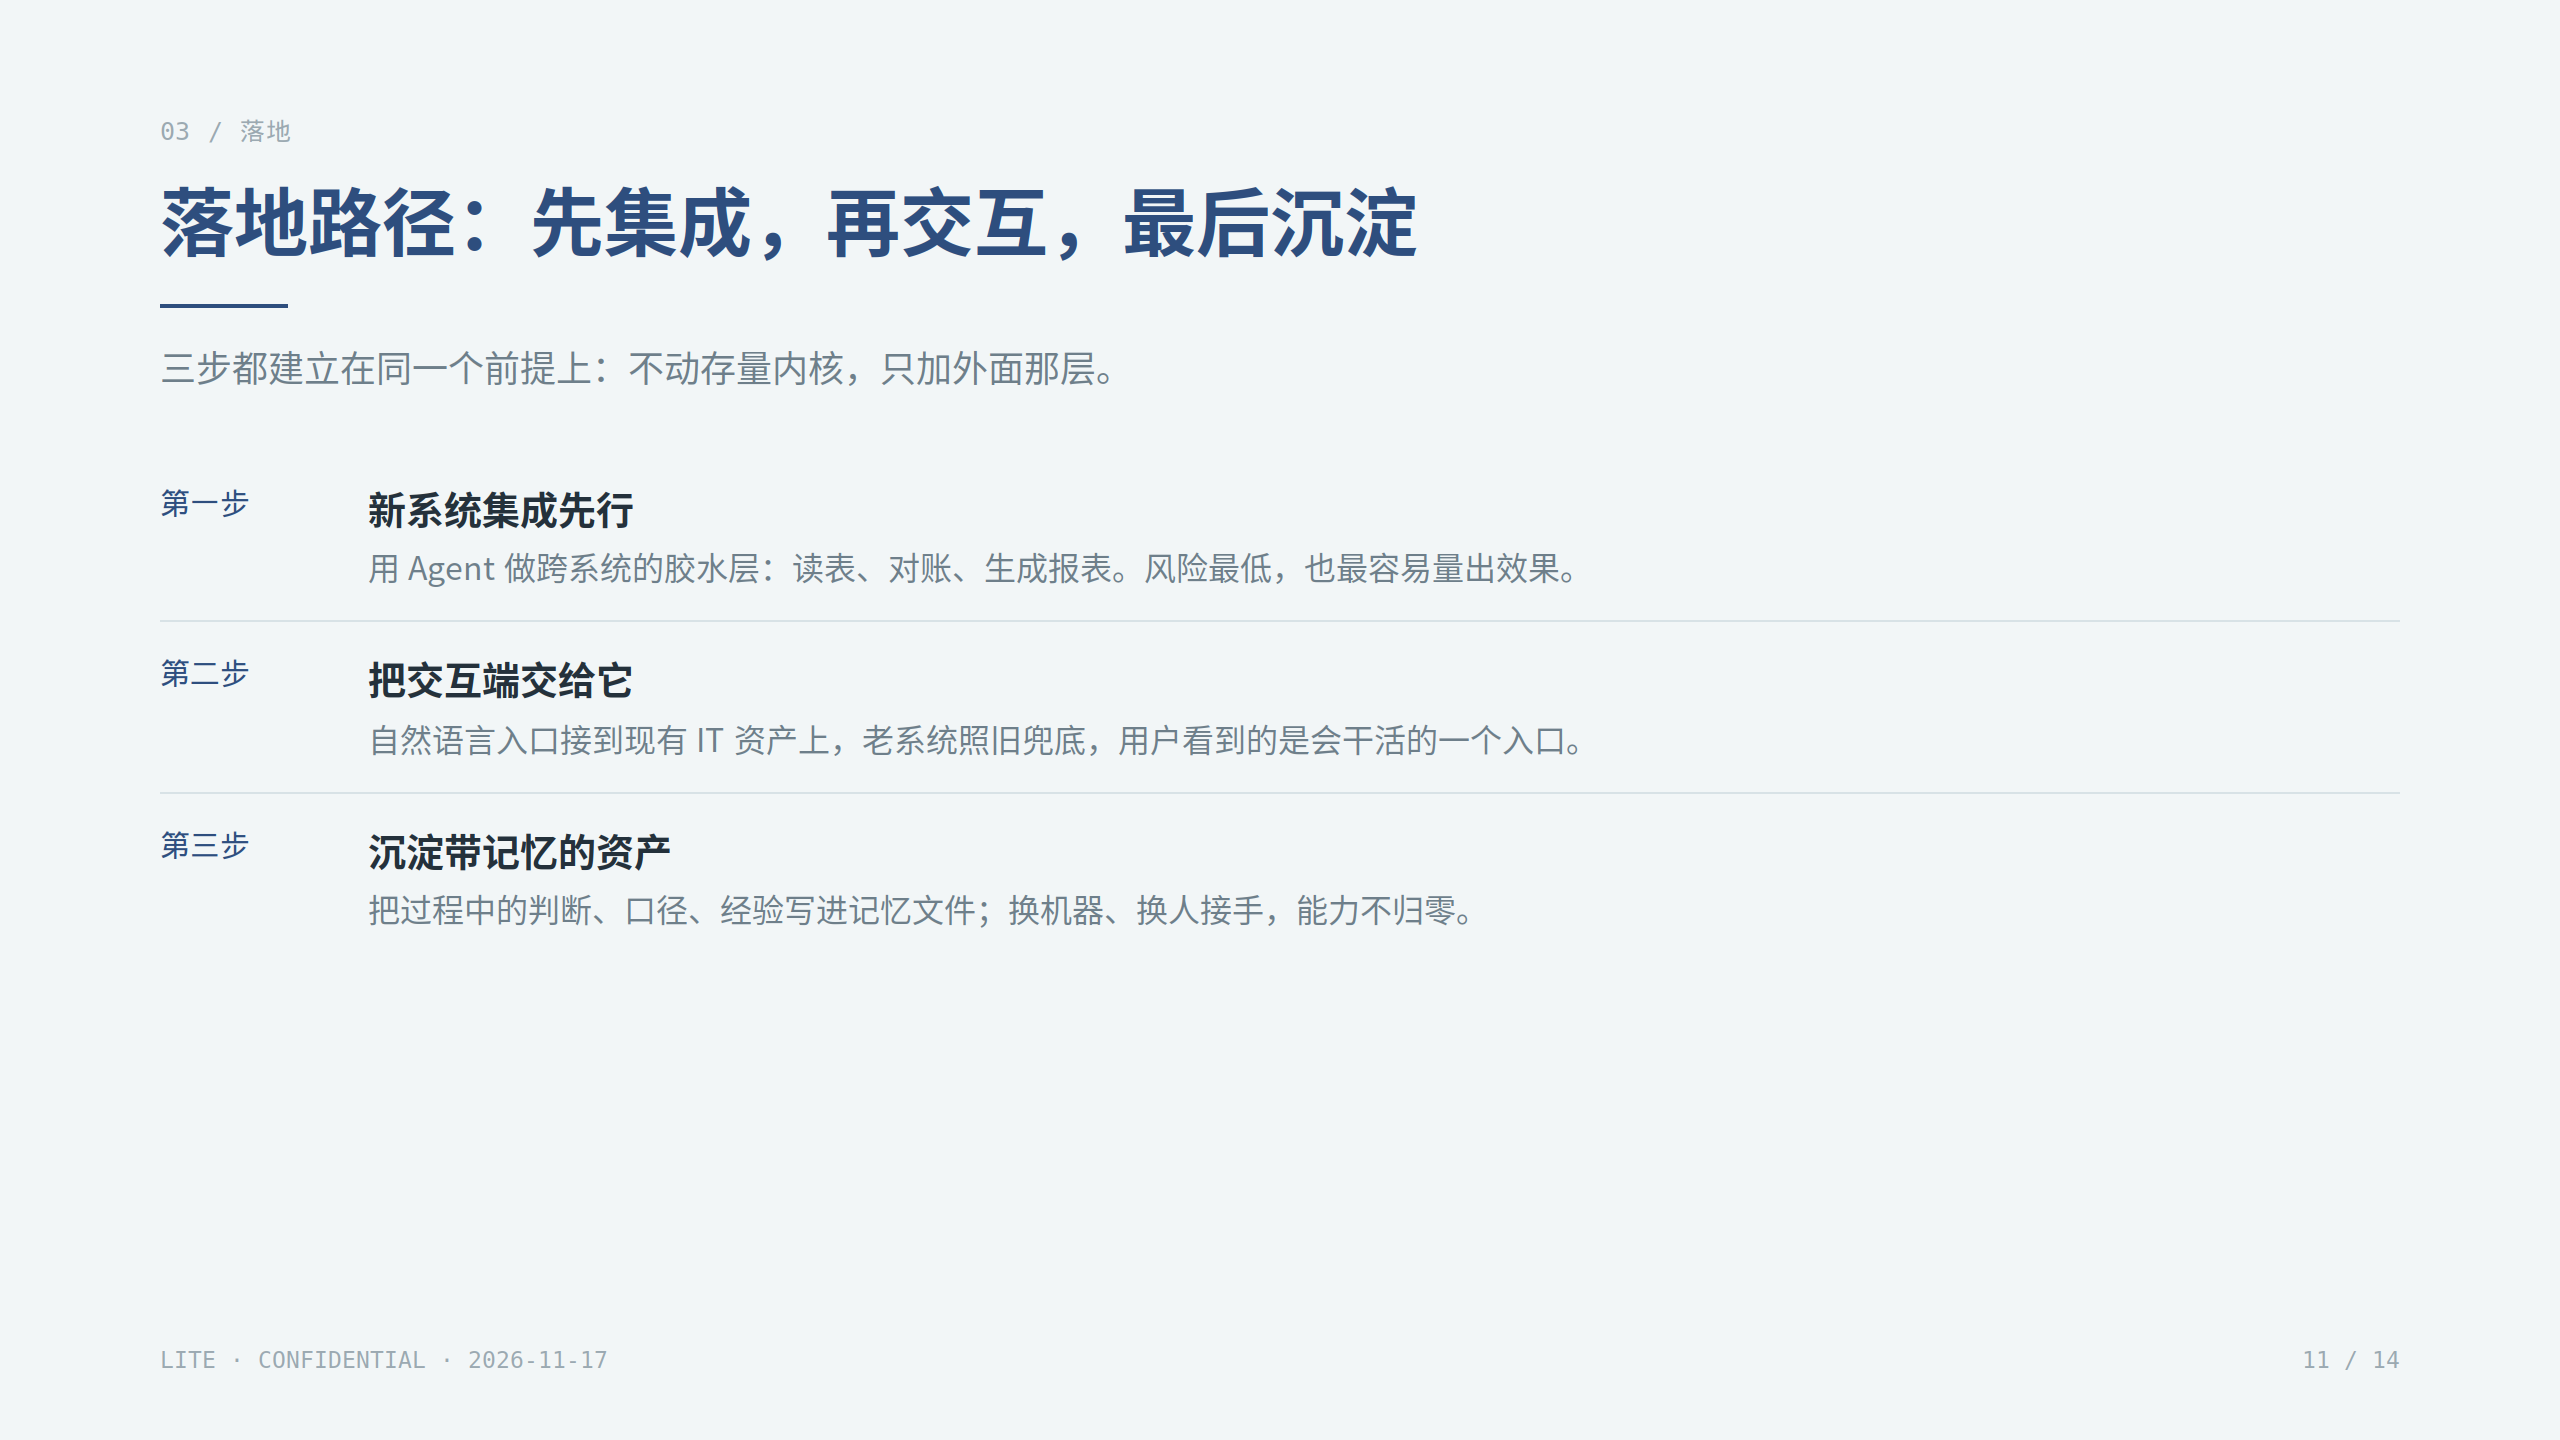 03 / 落地
落地路径：先集成，再交互，最后沉淀
三步都建立在同一个前提上：不动存量内核，只加外面那层。
第一步
新系统集成先行
用 Agent 做跨系统的胶水层：读表、对账、生成报表。风险最低，也最容易量出效果。
第二步
把交互端交给它
自然语言入口接到现有 IT 资产上，老系统照旧兜底，用户看到的是会干活的一个入口。
第三步
沉淀带记忆的资产
把过程中的判断、口径、经验写进记忆文件；换机器、换人接手，能力不归零。
LITE · CONFIDENTIAL · 2026-11-17
11 / 14